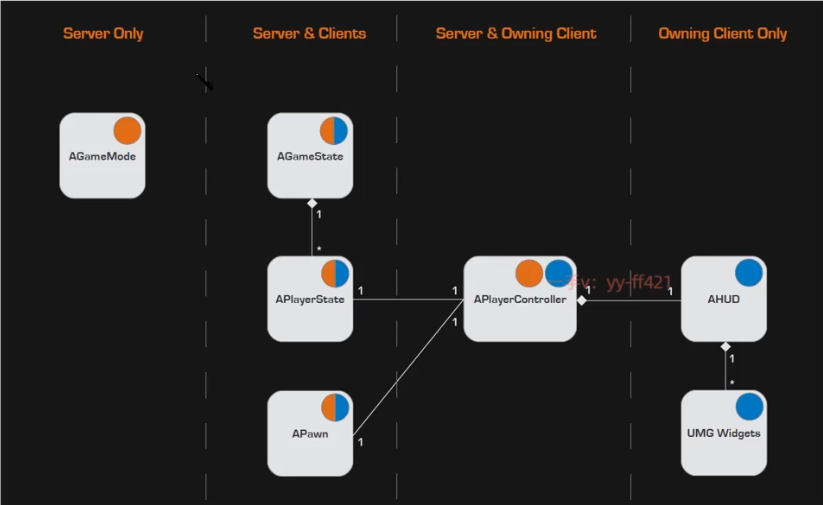 Server Only
Server & Clients
Server & Owning Client
Owning Client Only
AGameMode
AGameState
1
*
APlayerState
1
1
APlayerController
1
1
1
AHUD
1
*
APawn
1
UMG Widgets
v: yy-ff421